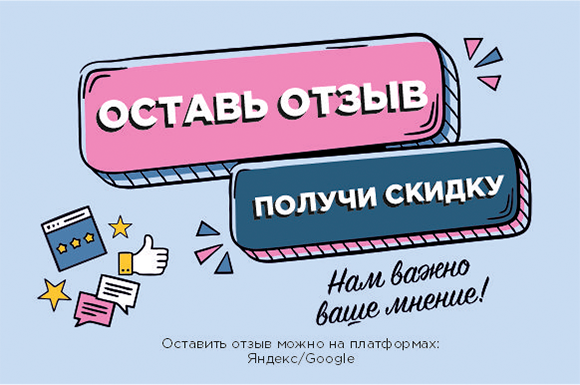 ОСТАВЬ ОТЗЫВ
ПОЛУЧИ СКИДКУ
Нам важно
ваше мнение!
Оставить отзыв можно на платформах:
Яндекс/Google